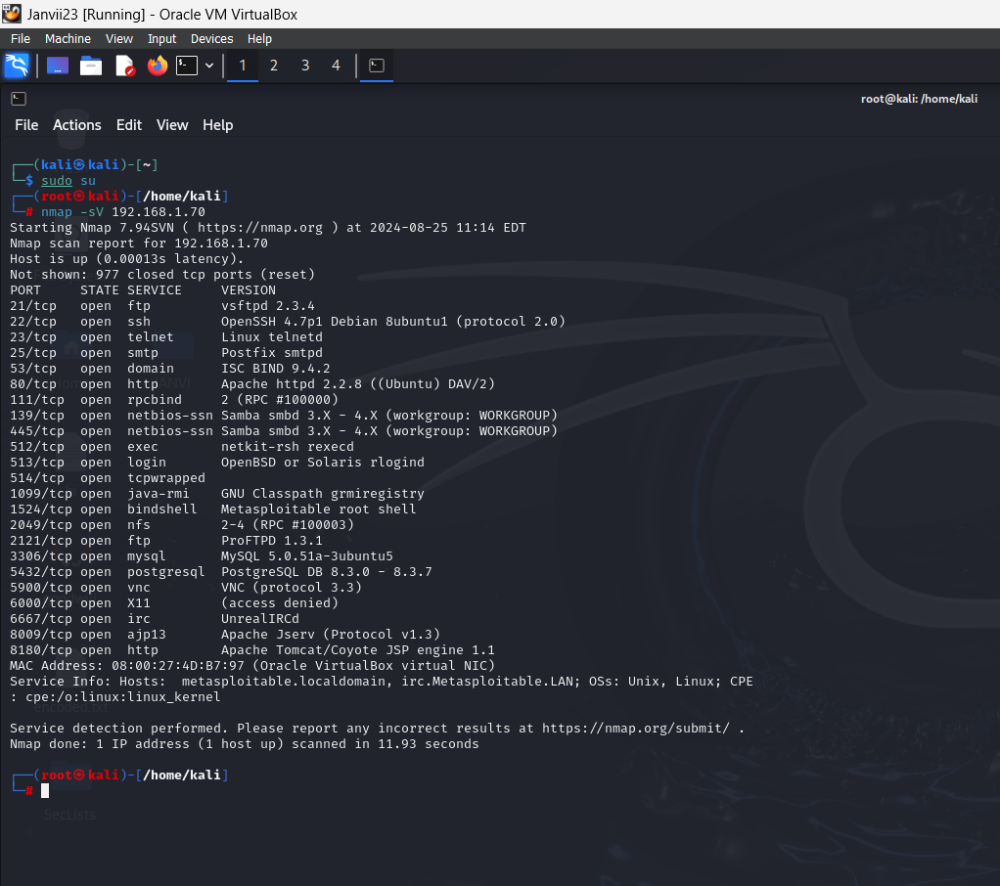 Janvii23 [Running] - Oracle VM VirtualBox
File Machine View Input Devices Help
1 2 3 4
root@kali: /home/kali
File Actions Edit View Help
┌──(kali㉿kali)-[~]
└─$ sudo su
┌──(root㉿kali)-[/home/kali]
└─# nmap -sV 192.168.1.70
Starting Nmap 7.94SVN ( https://nmap.org ) at 2024-08-25 11:14 EDT
Nmap scan report for 192.168.1.70
Host is up (0.00013s latency).
Not shown: 977 closed tcp ports (reset)
PORT     STATE SERVICE     VERSION
21/tcp   open  ftp         vsftpd 2.3.4
22/tcp   open  ssh         OpenSSH 4.7p1 Debian 8ubuntu1 (protocol 2.0)
23/tcp   open  telnet      Linux telnetd
25/tcp   open  smtp        Postfix smtpd
53/tcp   open  domain      ISC BIND 9.4.2
80/tcp   open  http        Apache httpd 2.2.8 ((Ubuntu) DAV/2)
111/tcp  open  rpcbind     2 (RPC #100000)
139/tcp  open  netbios-ssn Samba smbd 3.X - 4.X (workgroup: WORKGROUP)
445/tcp  open  netbios-ssn Samba smbd 3.X - 4.X (workgroup: WORKGROUP)
512/tcp  open  exec        netkit-rsh rexecd
513/tcp  open  login       OpenBSD or Solaris rlogind
514/tcp  open  tcpwrapped
1099/tcp open  java-rmi    GNU Classpath grmiregistry
1524/tcp open  bindshell   Metasploitable root shell
2049/tcp open  nfs         2-4 (RPC #100003)
2121/tcp open  ftp         ProFTPD 1.3.1
3306/tcp open  mysql       MySQL 5.0.51a-3ubuntu5
5432/tcp open  postgresql  PostgreSQL DB 8.3.0 - 8.3.7
5900/tcp open  vnc         VNC (protocol 3.3)
6000/tcp open  X11         (access denied)
6667/tcp open  irc         UnrealIRCd
8009/tcp open  ajp13       Apache Jserv (Protocol v1.3)
8180/tcp open  http        Apache Tomcat/Coyote JSP engine 1.1
MAC Address: 08:00:27:4D:B7:97 (Oracle VirtualBox virtual NIC)
Service Info: Hosts:  metasploitable.localdomain, irc.Metasploitable.LAN; OSs: Unix, Linux; CPE
: cpe:/o:linux:linux_kernel
Service detection performed. Please report any incorrect results at https://nmap.org/submit/ .
Nmap done: 1 IP address (1 host up) scanned in 11.93 seconds
┌──(root㉿kali)-[/home/kali]
└─#
SecLists